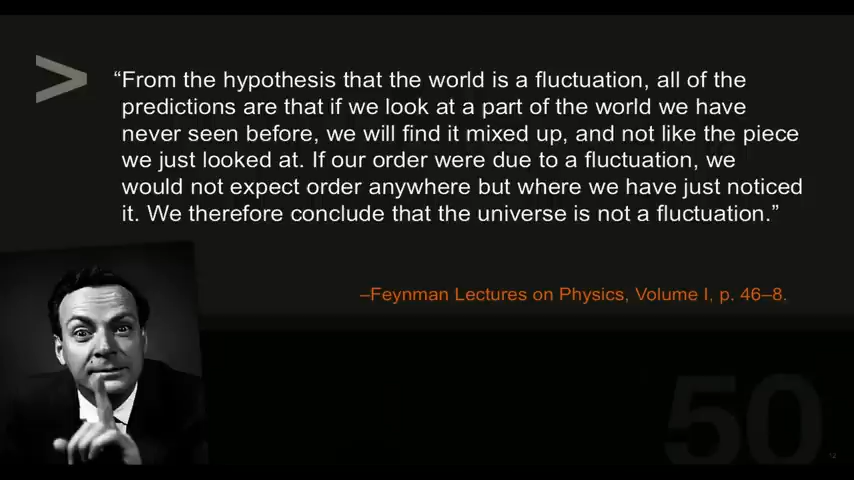 >
“From the hypothesis that the world is a fluctuation, all of the
predictions are that if we look at a part of the world we have
never seen before, we will find it mixed up, and not like the piece
we just looked at. If our order were due to a fluctuation, we
would not expect order anywhere but where we have just noticed
it. We therefore conclude that the universe is not a fluctuation.”
–Feynman Lectures on Physics, Volume I, p. 46–8.
50
12